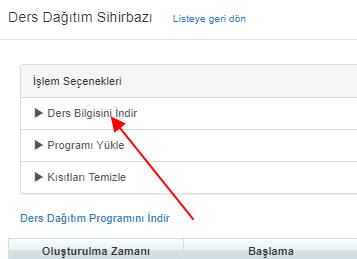 Ders Dağıtım Sihirbazı Listeye geri dön
İşlem Seçenekleri
▶ Ders Bilgisini İndir
▶ Programı Yükle
▶ Kısıtları Temizle
Ders Dağıtım Programını İndir
Oluşturulma Zamanı Başlama